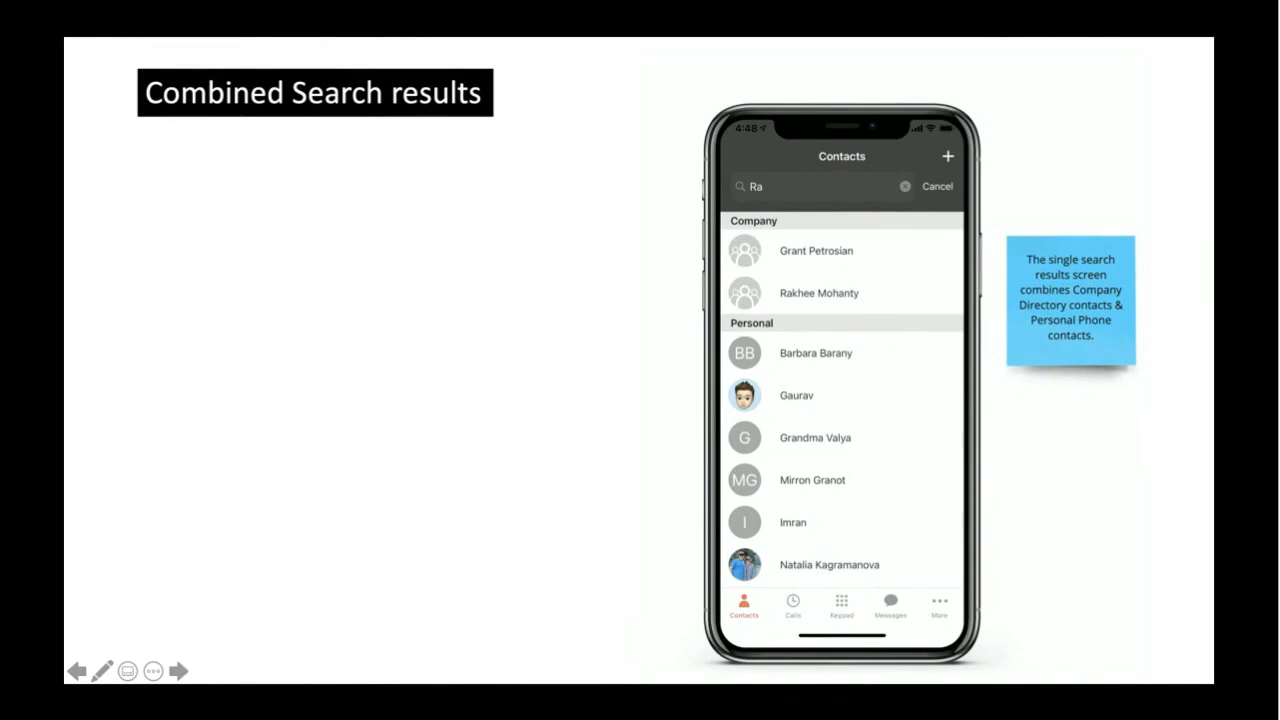 Combined Search results
4:48
Contacts
+
Ra
Cancel
Company
Grant Petrosian
Rakhee Mohanty
Personal
BB
Barbara Barany
Gaurav
G
Grandma Valya
MG
Mirron Granot
I
Imran
Natalia Kagramanova
Contacts
Calls
Keypad
Messages
More
The single search
results screen
combines Company
Directory contacts &
Personal Phone
contacts.